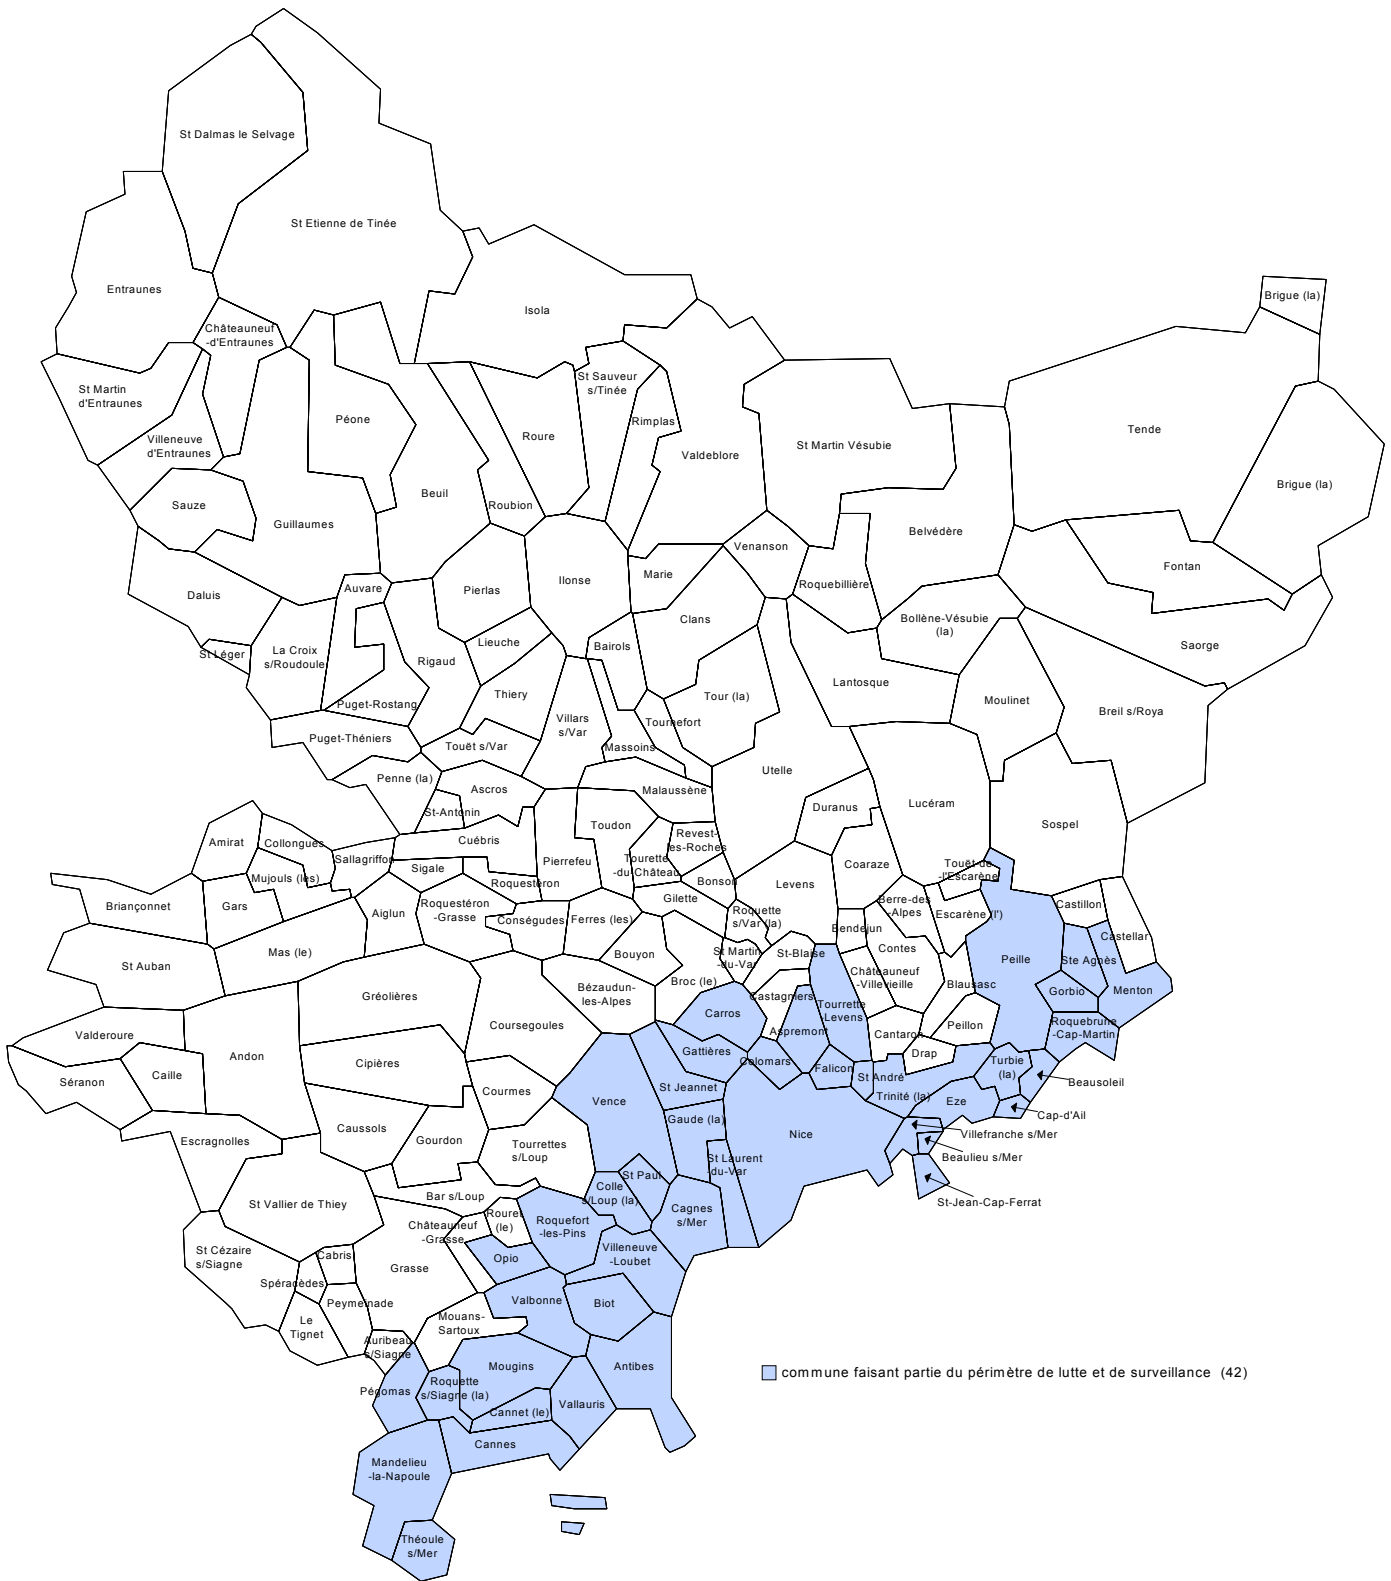 St Dalmas le Selvage
St Etienne de Tinée
Entraunes
Isola
Brigue (la)
Châteauneuf
-d'Entraunes
St Martin
d'Entraunes
St Sauveur
s/Tinée
Péone
Rimplas
Roure
Tende
Villeneuve
d'Entraunes
St Martin Vésubie
Valdeblore
Brigue (la)
Beuil
Sauze
Roubion
Guillaumes
Belvédère
Venanson
Fontan
Marie
Ilonse
Auvare
Pierlas
Roquebillière
Daluis
Clans
Bollène-Vésubie
(la)
Lieuche
Bairols
Saorge
La Croix
s/Roudoule
St Léger
Rigaud
Lantosque
Thiery
Tour (la)
Moulinet
Puget-Rostang
Breil s/Roya
Villars
s/Var
Tournefort
Puget-Théniers
Touët s/Var
Massoins
Utelle
Penne (la)
Ascros
Malaussène
Lucéram
St-Antonin
Duranus
Toudon
Sospel
Revest-
les-Roches
Amirat
Collongues
Cuébris
Sallagriffon
Pierrefeu
Tourette
-du-Château
Coaraze
Touët-de
-l'Escarène
Sigale
Mujouls (les)
Roquestéron
Bonson
Levens
Gilette
Berre-des
-Alpes
Briançonnet
Gars
Aiglun
Roquestéron
-Grasse
Conségudes
Ferres (les)
Roquette
s/Var (la)
Escarène (l')
Castillon
Bendejun
Castellar
Mas (le)
Bouyon
St Martin
-du-Var
St-Blaise
Contes
Ste Agnès
Peille
St Auban
Châteauneuf
-Villevieille
Broc (le)
Blausasc
Gorbio
Menton
Gréolières
Bézaudun-
les-Alpes
Castagniers
Tourrette
-Levens
Carros
Roquebrune
-Cap-Martin
Coursegoules
Aspremont
Peillon
Valderoure
Cantaron
Andon
Gattières
Drap
Cipières
Colomars
Falicon
Turbie
(la)
Caille
St André
Séranon
St Jeannet
Beausoleil
Courmes
Vence
Trinité (la)
Eze
Cap-d'Ail
Gaude (la)
Caussols
Nice
Villefranche s/Mer
Escragnolles
Gourdon
Tourrettes
s/Loup
St Laurent
-du-Var
Beaulieu s/Mer
St Paul
Colle
s/Loup (la)
Bar s/Loup
St-Jean-Cap-Ferrat
St Vallier de Thiey
Rouret
(le)
Cagnes
s/Mer
Châteauneuf
-Grasse
Roquefort
-les-Pins
St Cézaire
s/Siagne
Cabris
Villeneuve
-Loubet
Opio
Grasse
Spéracèdes
Peymeinade
Valbonne
Biot
Le
Tignet
Mouans-
Sartoux
Auribeau
s/Siagne
Mougins
Antibes
commune faisant partie du périmètre de lutte et de surveillance (42)
Pégomas
Roquette
s/Siagne (la)
Vallauris
Cannet (le)
Cannes
Mandelieu
-la-Napoule
Théoule
s/Mer